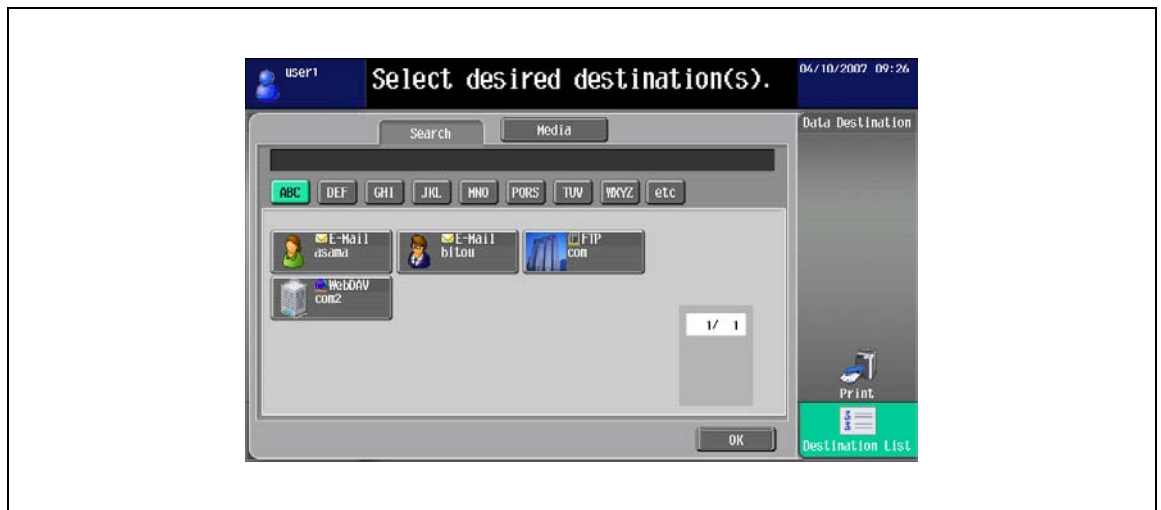 user1
Select desired destination(s).
04/10/2007 09:26
Search
Media
Data Destination
ABC DEF GHI JKL MNO PQRS TUV WXYZ etc
E-Mail
asama
E-Mail
bitou
FTP
com
WebDAV
com2
1/ 1
Print
OK
Destination List